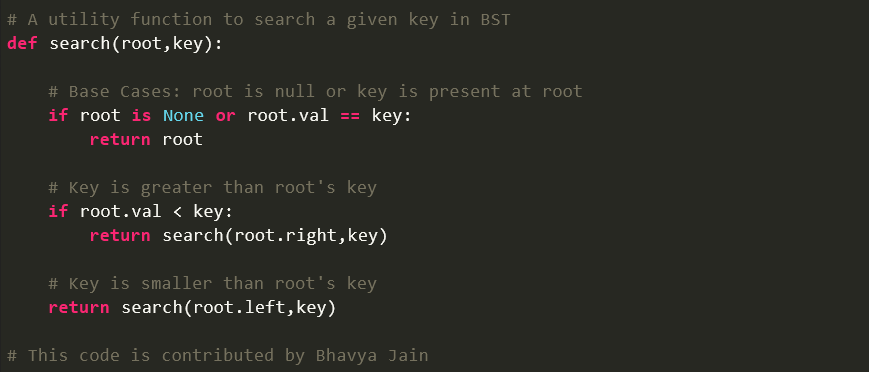 # A utility function to search a given key in BST
def search(root,key):
    # Base Cases: root is null or key is present at root
    if root is None or root.val == key:
        return root
    # Key is greater than root's key
    if root.val < key:
        return search(root.right,key)
    # Key is smaller than root's key
    return search(root.left,key)
# This code is contributed by Bhavya Jain